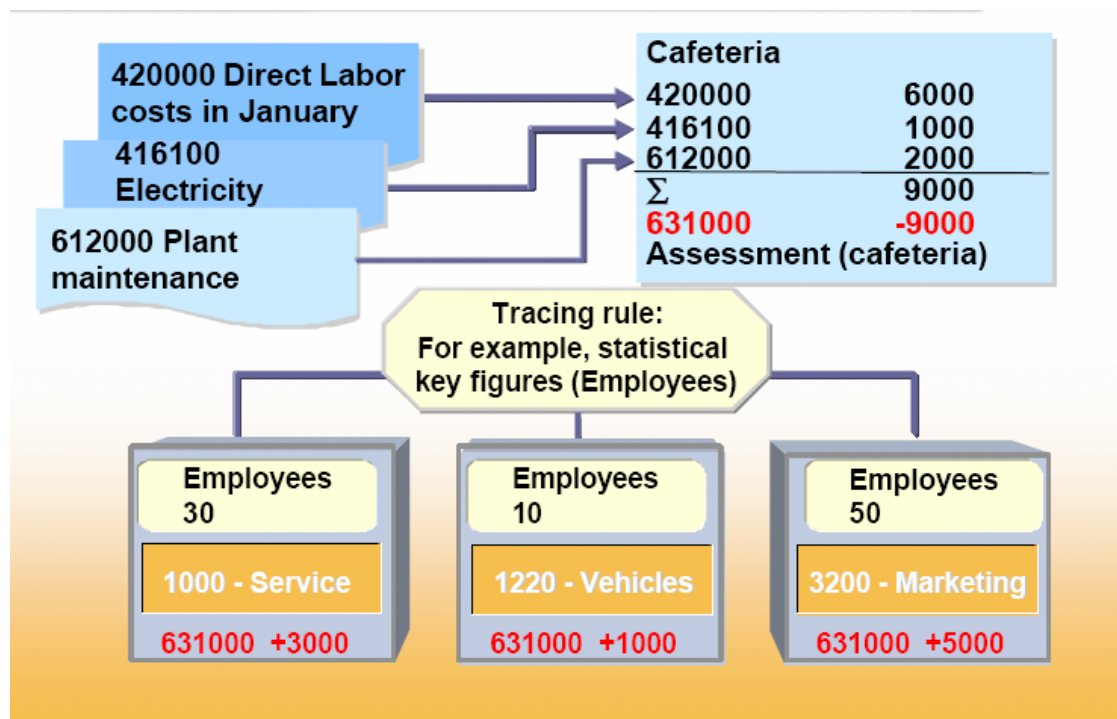 420000 Direct Labor
costs in January
416100
Electricity
612000 Plant
maintenance
Cafeteria
420000 6000
416100 1000
612000 2000
Σ 9000
631000 -9000
Assessment (cafeteria)
Tracing rule:
For example, statistical
key figures (Employees)
Employees
30
1000 - Service
631000 +3000
Employees
10
1220 - Vehicles
631000 +1000
Employees
50
3200 - Marketing
631000 +5000